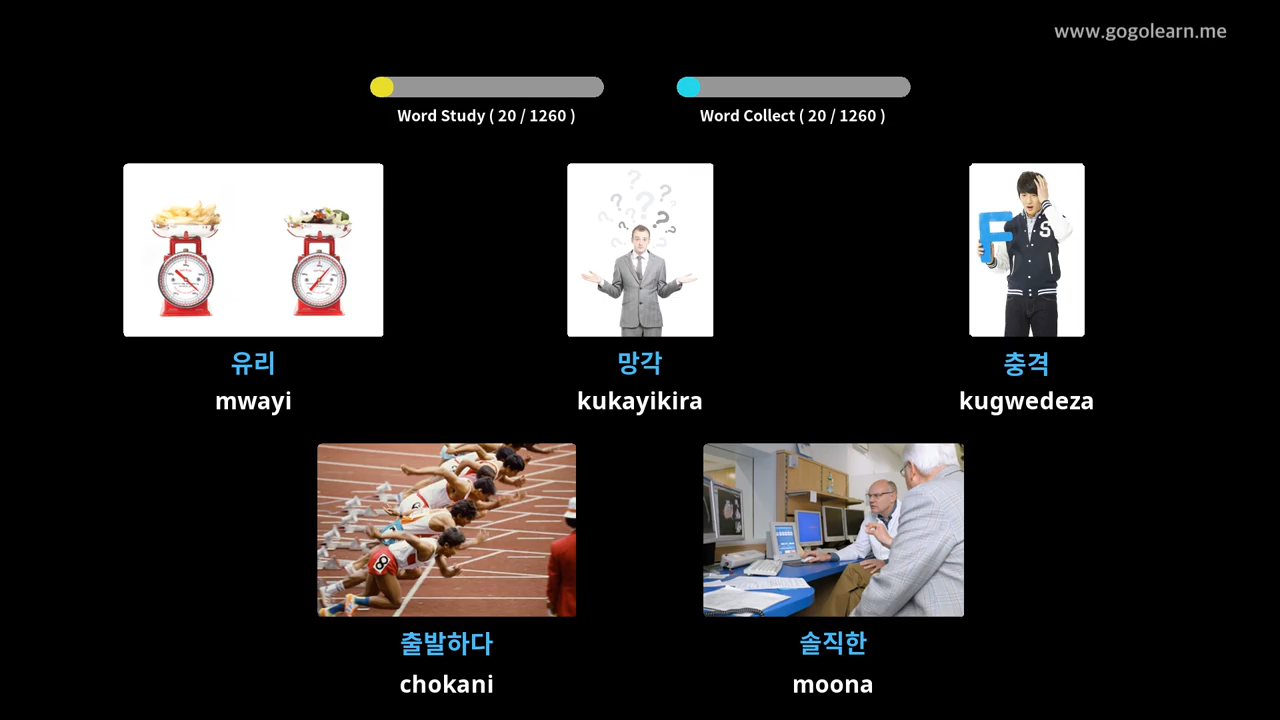 www.gogolearn.me
Word Study ( 20 / 1260 )
Word Collect ( 20 / 1260 )
F
S
유리
mwayi
망각
kukayikira
충격
kugwedeza
8
출발하다
chokani
솔직한
moona